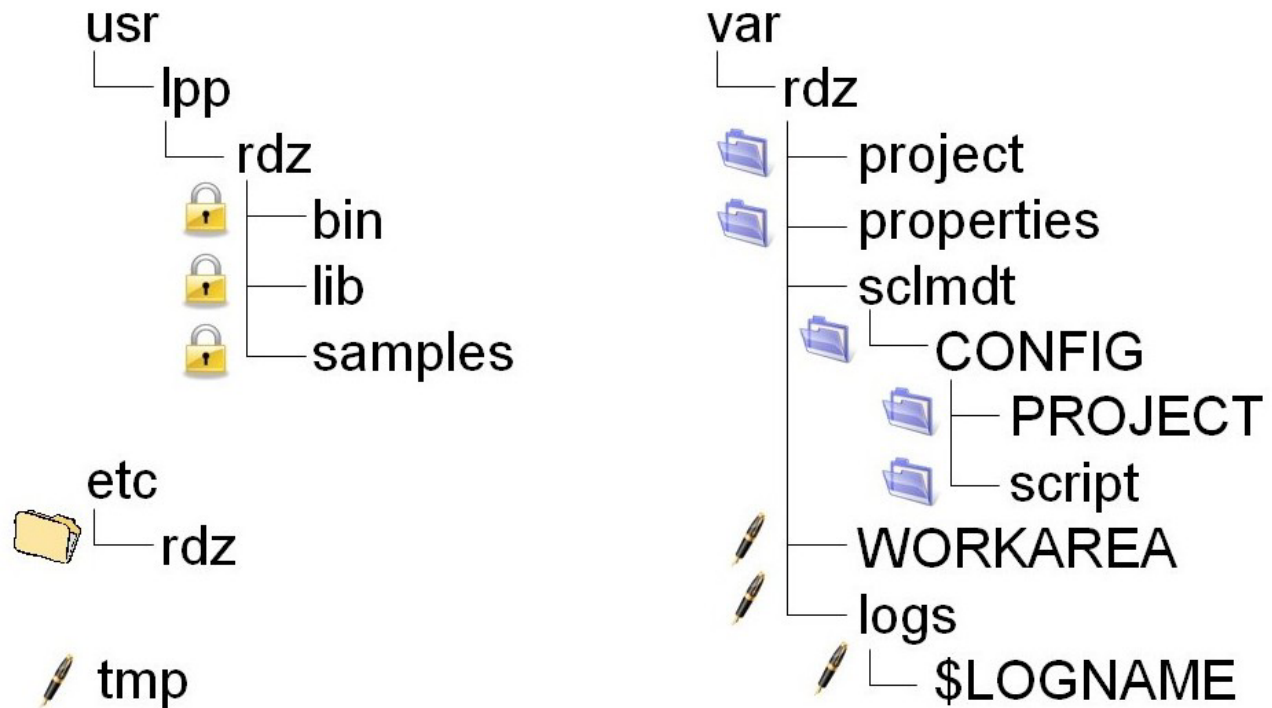 usr
lpp
rdz
bin
lib
samples
etc
rdz
tmp
var
rdz
project
properties
sclmdt
CONFIG
PROJECT
script
WORKAREA
logs
$LOGNAME